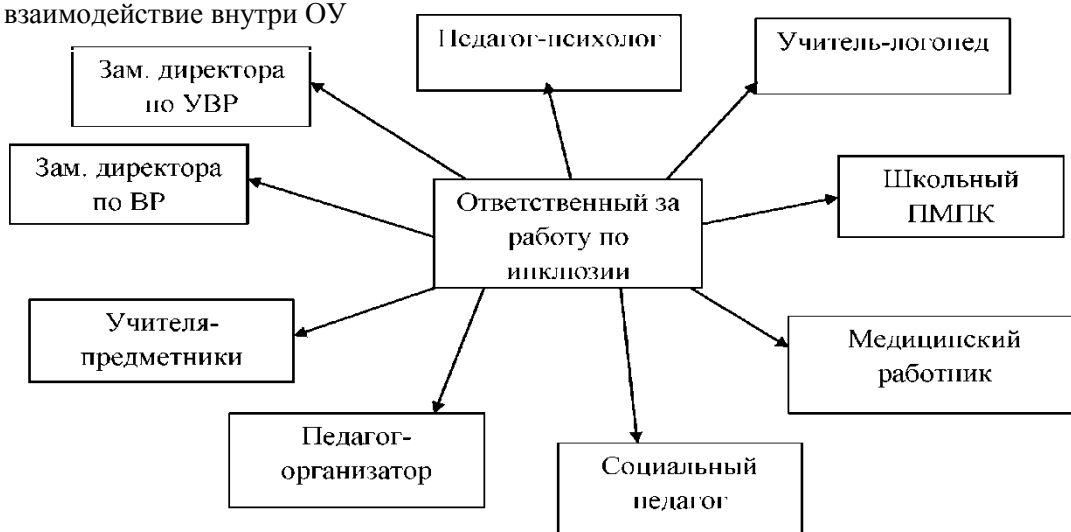 взаимодействие внутри ОУ
Педагог-психолог
Учитель-логопед
Зам. директора
по УВР
Зам. директора
по ВР
Ответственный за
работу по
инклюзии
Школьный
ПМПК
Учителя-
предметники
Медицинский
работник
Педагог-
организатор
Социальный
педагог